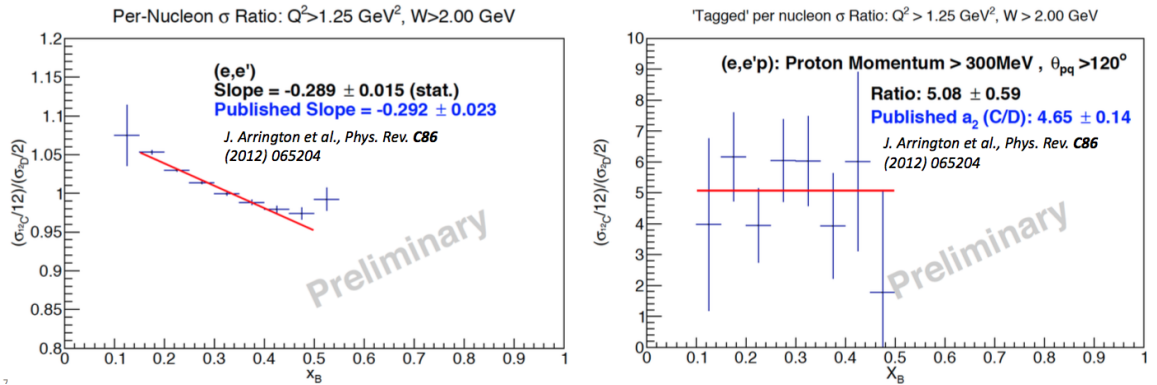 Per-Nucleon σ Ratio: Q²>1.25 GeV², W>2.00 GeV
(σ¹²C/12)/(σ²D/2)
1.2
1.15
1.1
1.05
1
0.95
0.9
0.85
0.8
(e,e')
Slope = -0.289 ± 0.015 (stat.)
Published Slope = -0.292 ± 0.023
J. Arrington et al., Phys. Rev. C86
(2012) 065204
Preliminary
0 0.1 0.2 0.3 0.4 0.5 0.6 0.7 0.8 0.9 1
xB
7
'Tagged' per nucleon σ Ratio: Q² > 1.25 GeV², W > 2.00 GeV
(σ¹²C/12)/(σ²D/2)
10
9
8
7
6
5
4
3
2
1
0
(e,e'p): Proton Momentum > 300MeV , θpq >120°
Ratio: 5.08 ± 0.59
Published a₂ (C/D): 4.65 ± 0.14
J. Arrington et al., Phys. Rev. C86
(2012) 065204
Preliminary
0 0.1 0.2 0.3 0.4 0.5 0.6 0.7 0.8 0.9 1
XB